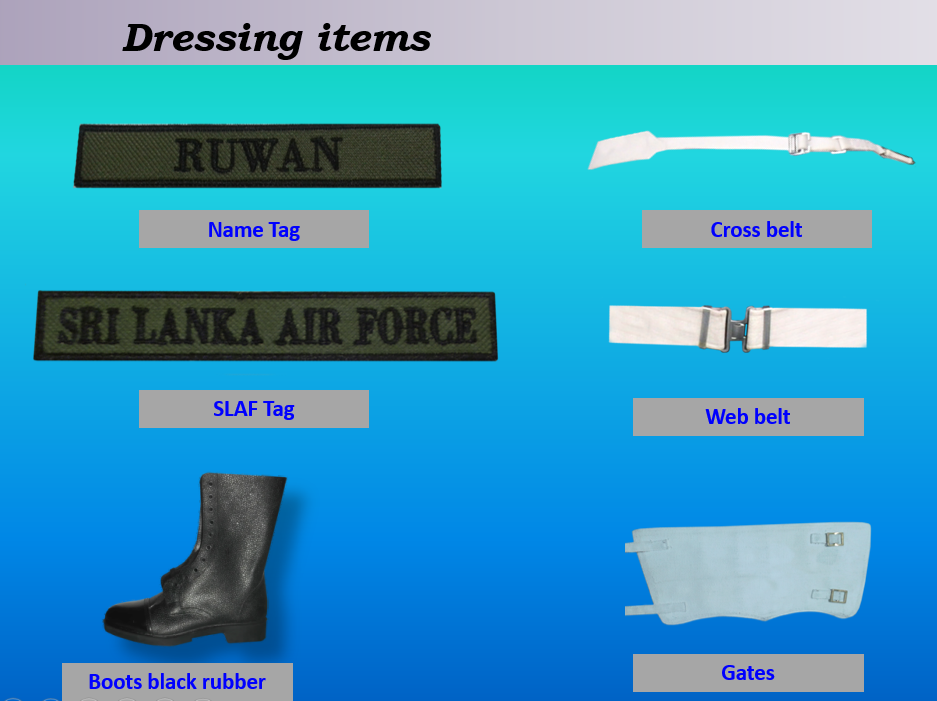 Dressing items
RUWAN
Name Tag
Cross belt
SRI LANKA AIR FORCE
SLAF Tag
Web belt
Boots black rubber
Gates